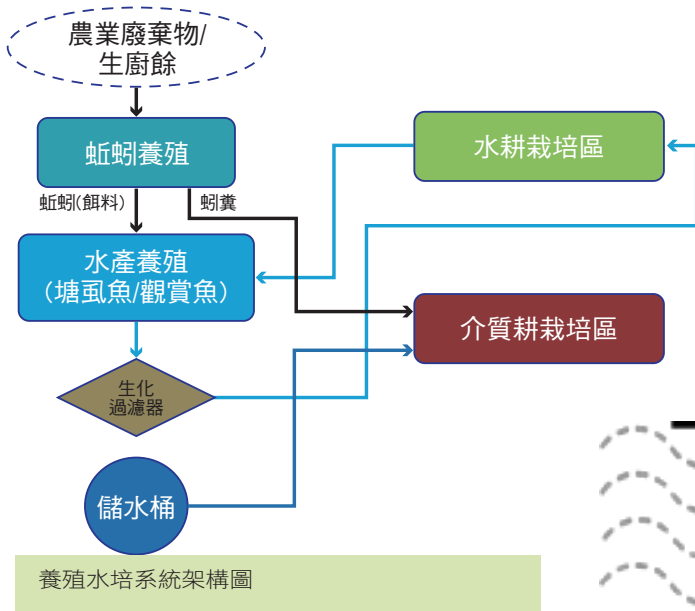 農業廢棄物/
生廚餘
蚯蚓養殖
水耕栽培區
蚯蚓(餌料)
蚓糞
水產養殖
(塘虱魚/觀賞魚)
介質耕栽培區
生化
過濾器
儲水桶
養殖水培系統架構圖